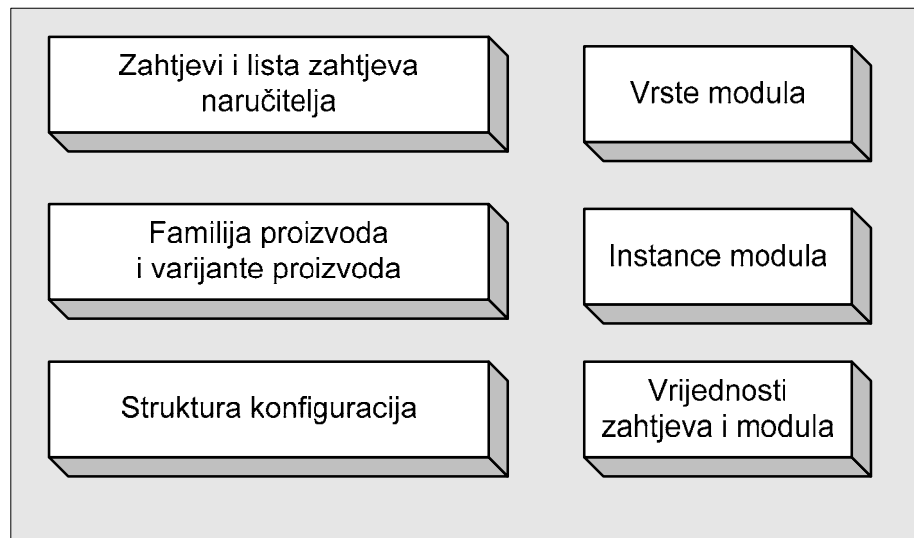 Zahtjevi i lista zahtjeva
naručitelja
Vrste modula
Familija proizvoda
i varijante proizvoda
Instance modula
Struktura konfiguracija
Vrijednosti
zahtjeva i modula